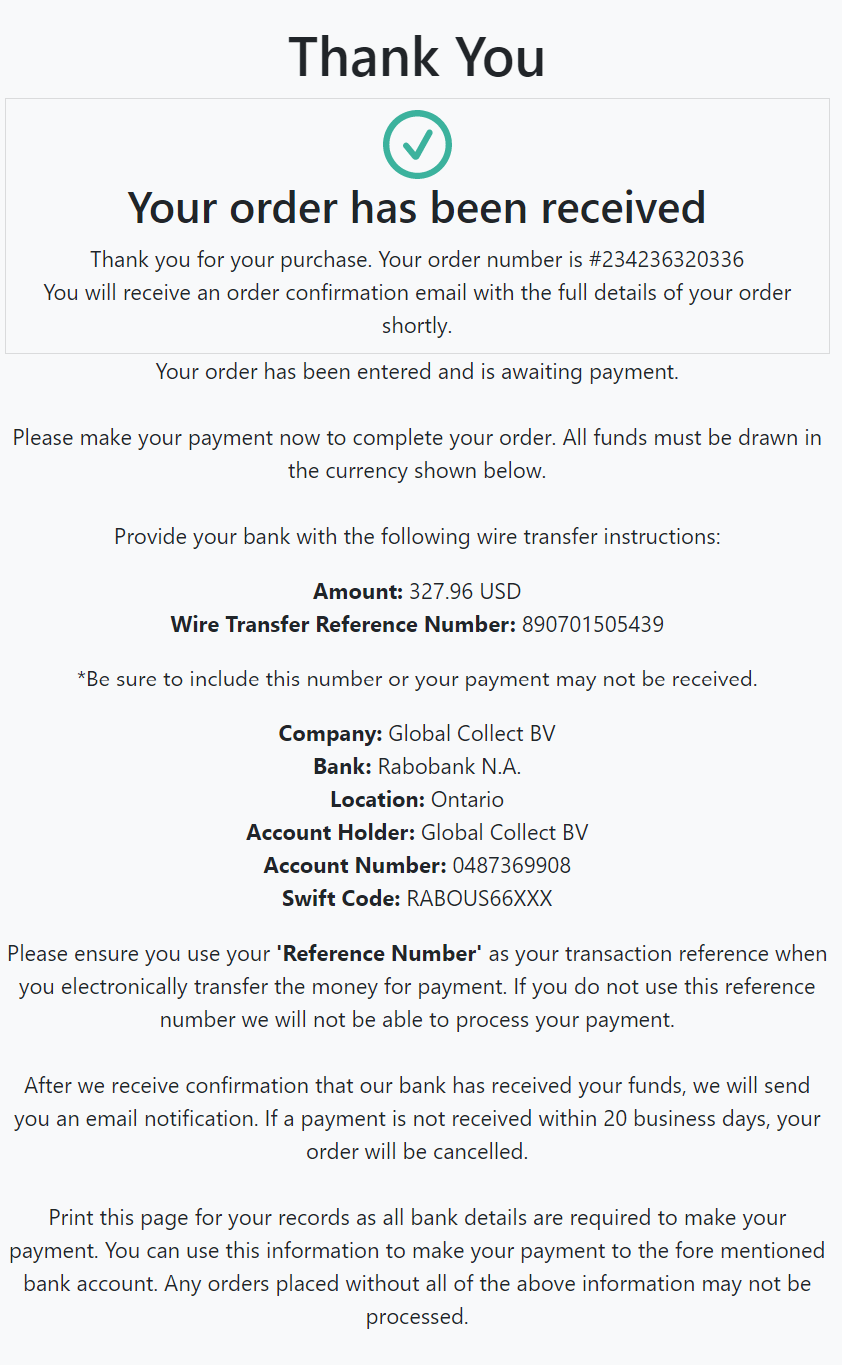 Thank You
Your order has been received
Thank you for your purchase. Your order number is #234236320336
You will receive an order confirmation email with the full details of your order
shortly.
Your order has been entered and is awaiting payment.
Please make your payment now to complete your order. All funds must be drawn in
the currency shown below.
Provide your bank with the following wire transfer instructions:
Amount: 327.96 USD
Wire Transfer Reference Number: 890701505439
*Be sure to include this number or your payment may not be received.
Company: Global Collect BV
Bank: Rabobank N.A.
Location: Ontario
Account Holder: Global Collect BV
Account Number: 0487369908
Swift Code: RABOUS66XXX
Please ensure you use your 'Reference Number' as your transaction reference when
you electronically transfer the money for payment. If you do not use this reference
number we will not be able to process your payment.
After we receive confirmation that our bank has received your funds, we will send
you an email notification. If a payment is not received within 20 business days, your
order will be cancelled.
Print this page for your records as all bank details are required to make your
payment. You can use this information to make your payment to the fore mentioned
bank account. Any orders placed without all of the above information may not be
processed.